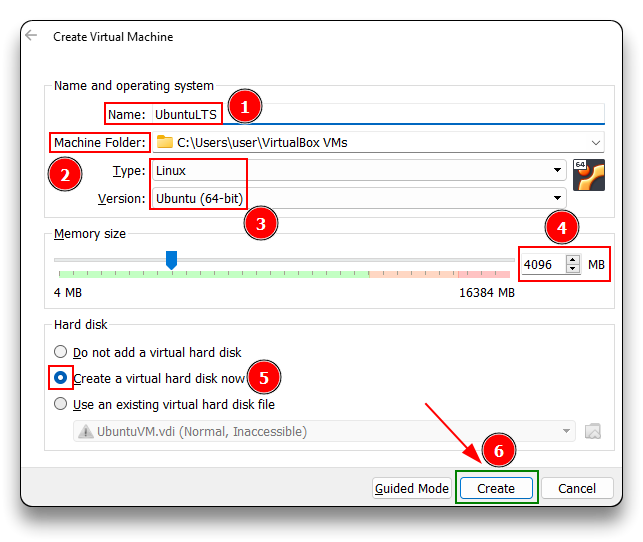 Create Virtual Machine
Name and operating system
Name: UbuntuLTS 1
Machine Folder: C:\Users\user\VirtualBox VMs
2 Type: Linux 64
Version: Ubuntu (64-bit)
3
4
Memory size
4096 MB
4 MB 16384 MB
Hard disk
Do not add a virtual hard disk
Create a virtual hard disk now 5
Use an existing virtual hard disk file
UbuntuVM.vdi (Normal, Inaccessible)
6
Guided Mode Create Cancel